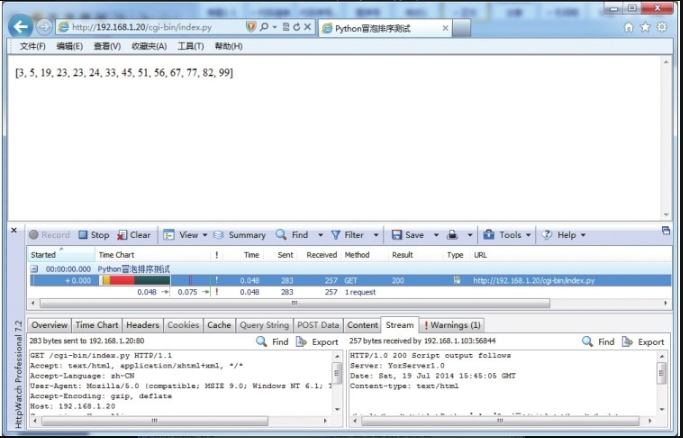 http://192.168.1.20/cgi-bin/index.py
Python冒泡排序测试
文件(F) 编辑(E) 查看(V) 收藏夹(A) 工具(T) 帮助(H)
[3, 5, 19, 23, 23, 24, 33, 45, 51, 56, 67, 77, 82, 99]
Record Stop Clear View Summary Find Filter Save Tools Help
Started Time Chart ! Time Sent Received Method Result Type URL
00:00:00.000 Python冒泡排序测试
+ 0.000 ! 0.048 283 257 GET 200 http://192.168.1.20/cgi-bin/index.py
0.048 0.075 ! 0.048 283 257 1 request
Overview Time Chart Headers Cookies Cache Query String POST Data Content Stream ! Warnings (1)
283 bytes sent to 192.168.1.20:80 Find Export
257 bytes received by 192.168.1.103:56844 Find Export
GET /cgi-bin/index.py HTTP/1.1
Accept: text/html, application/xhtml+xml, */*
Accept-Language: zh-CN
User-Agent: Mozilla/5.0 (compatible; MSIE 9.0; Windows NT 6.1;
Accept-Encoding: gzip, deflate
Host: 192.168.1.20
HTTP/1.0 200 Script output follows
Server: YorServer1.0
Date: Sat, 19 Jul 2014 15:45:05 GMT
Content-type: text/html
HttpWatch Professional 7.2